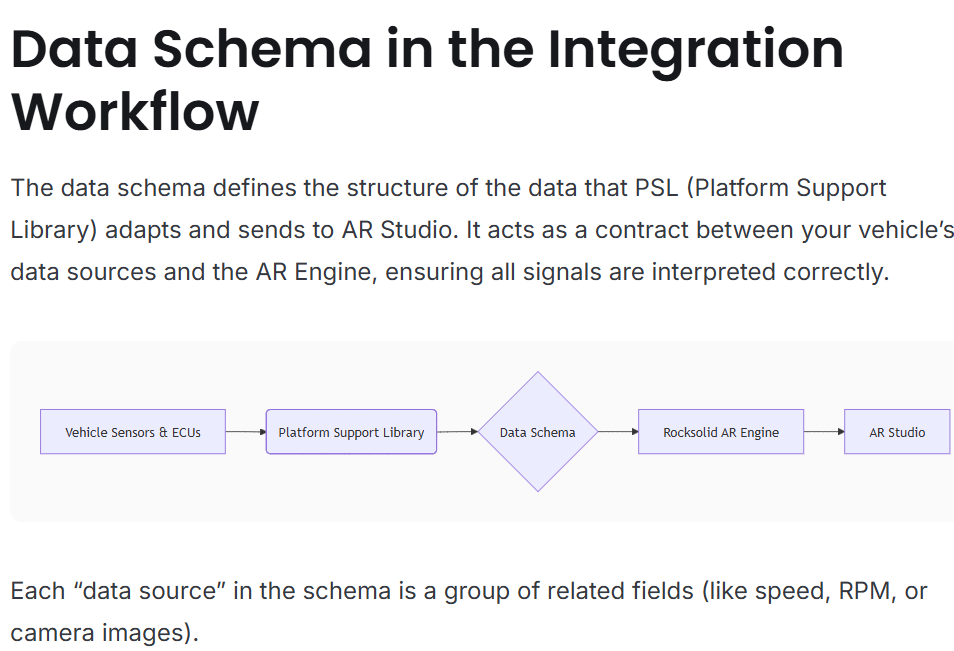 Data Schema in the Integration
Workflow
The data schema defines the structure of the data that PSL (Platform Support
Library) adapts and sends to AR Studio. It acts as a contract between your vehicle’s
data sources and the AR Engine, ensuring all signals are interpreted correctly.
Vehicle Sensors & ECUs
Platform Support Library
Data Schema
Rocksolid AR Engine
AR Studio
Each “data source” in the schema is a group of related fields (like speed, RPM, or
camera images).